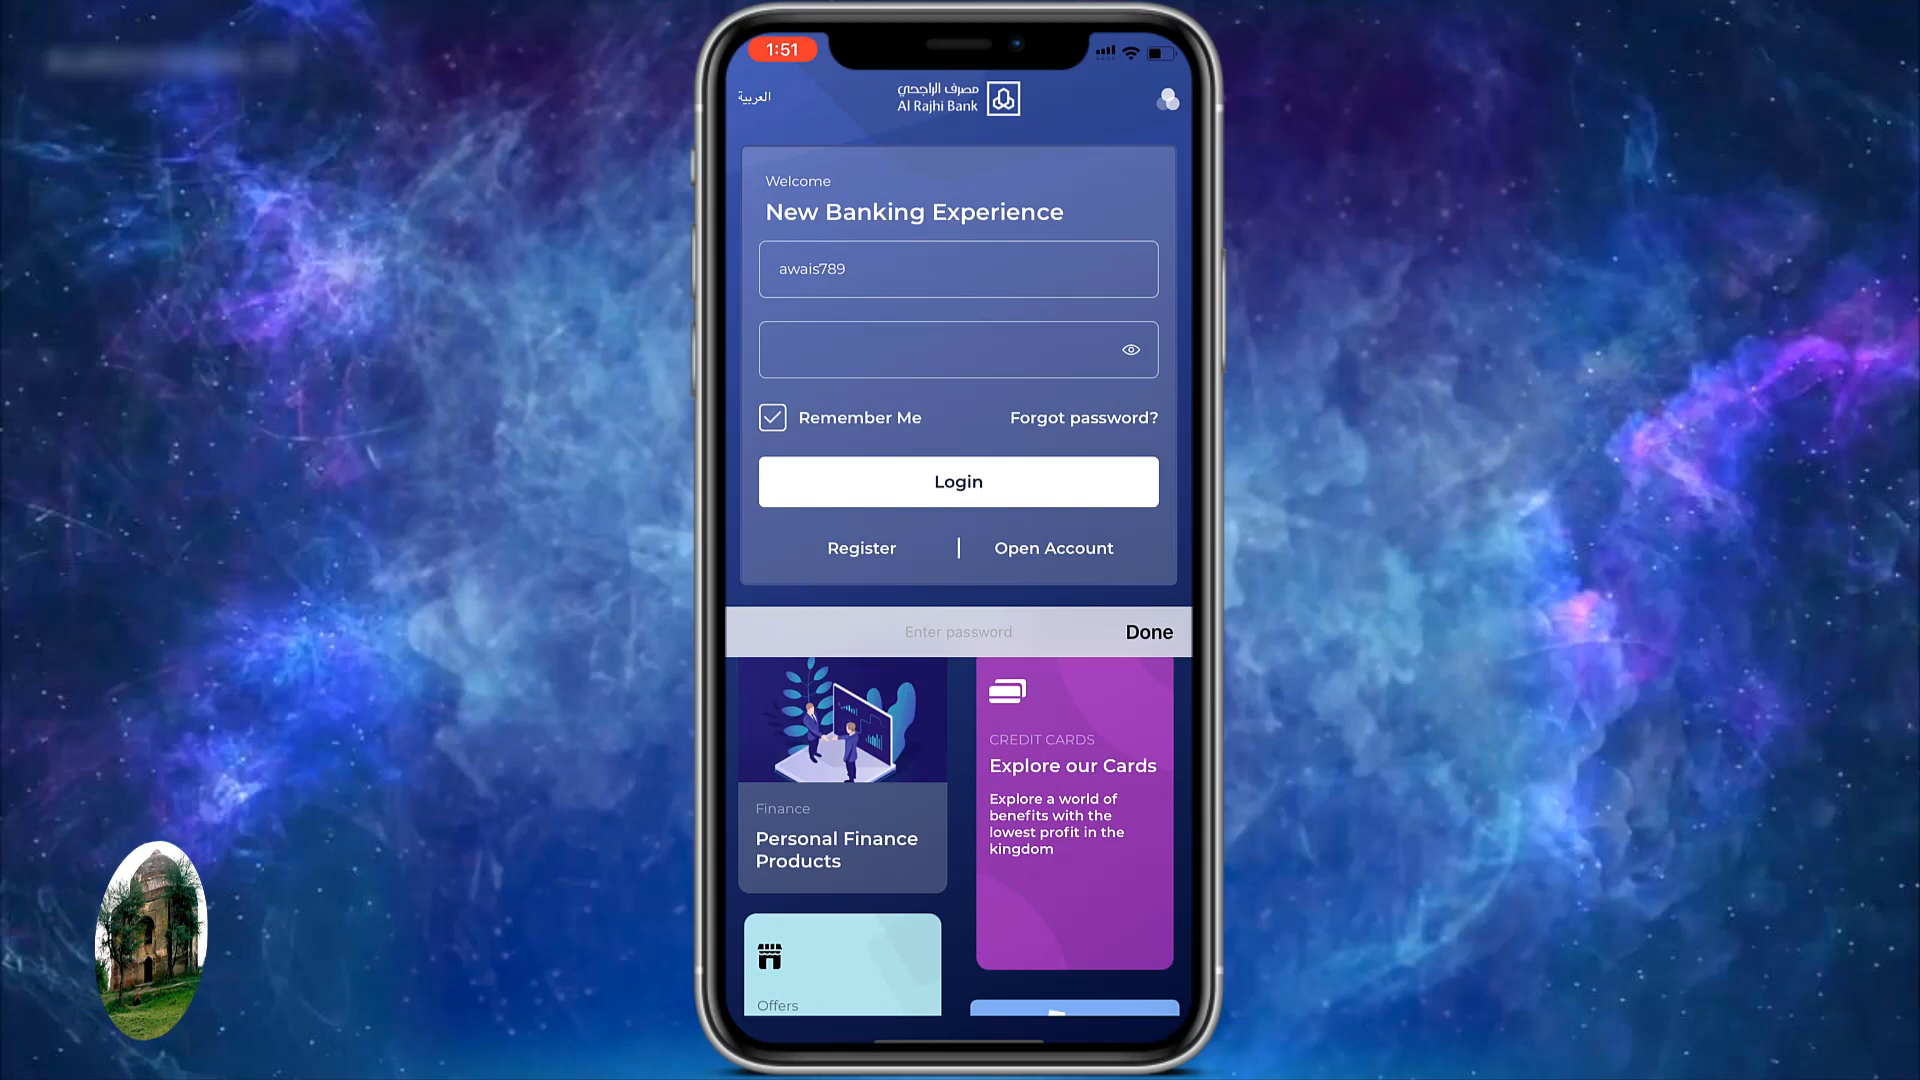 1:51
العربية
مصرف الراجحي
Al Rajhi Bank
Welcome
New Banking Experience
awais789
Remember Me
Forgot password?
Login
Register
Open Account
Enter password
Done
Finance
Personal Finance
Products
CREDIT CARDS
Explore our Cards
Explore a world of
benefits with the
lowest profit in the
kingdom
Offers